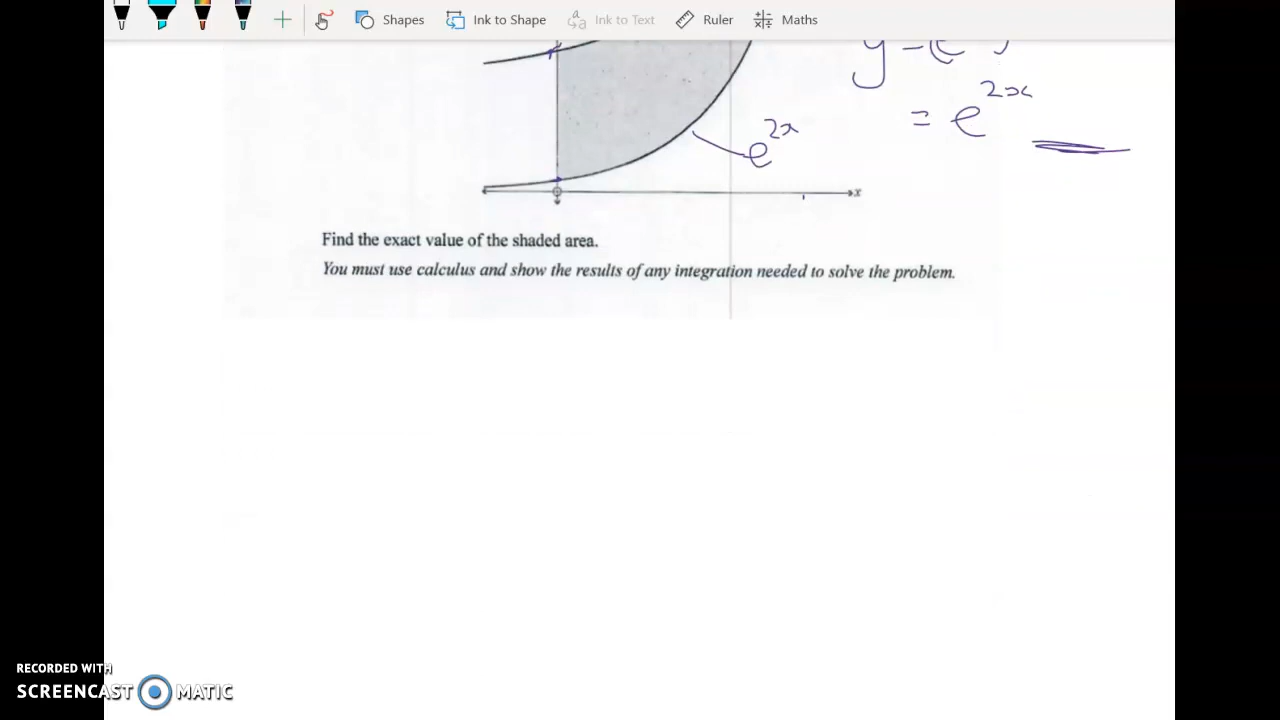 Shapes Ink to Shape Ink to Text Ruler Maths
= e^2x
e^2x
x
Find the exact value of the shaded area.
You must use calculus and show the results of any integration needed to solve the problem.
RECORDED WITH
SCREENCAST MATIC